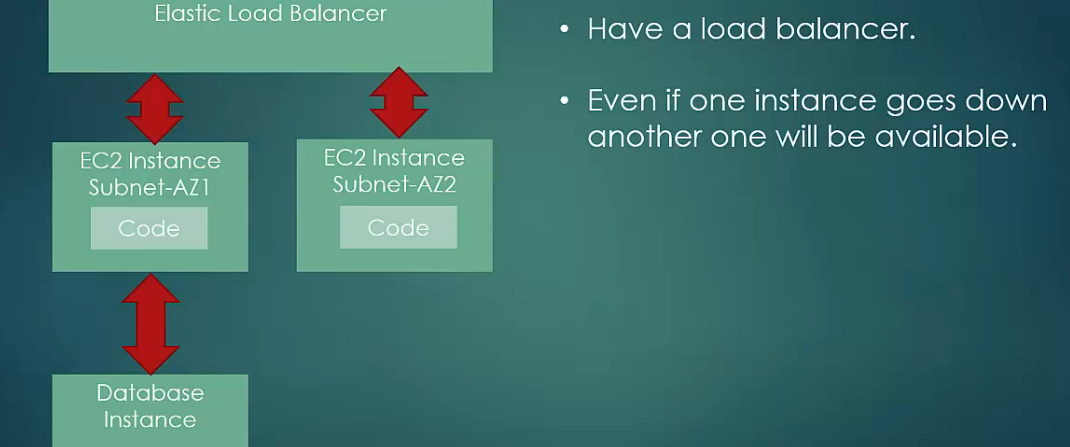 Elastic Load Balancer
• Have a load balancer.
• Even if one instance goes down
another one will be available.
EC2 Instance
Subnet-AZ1
Code
EC2 Instance
Subnet-AZ2
Code
Database
Instance